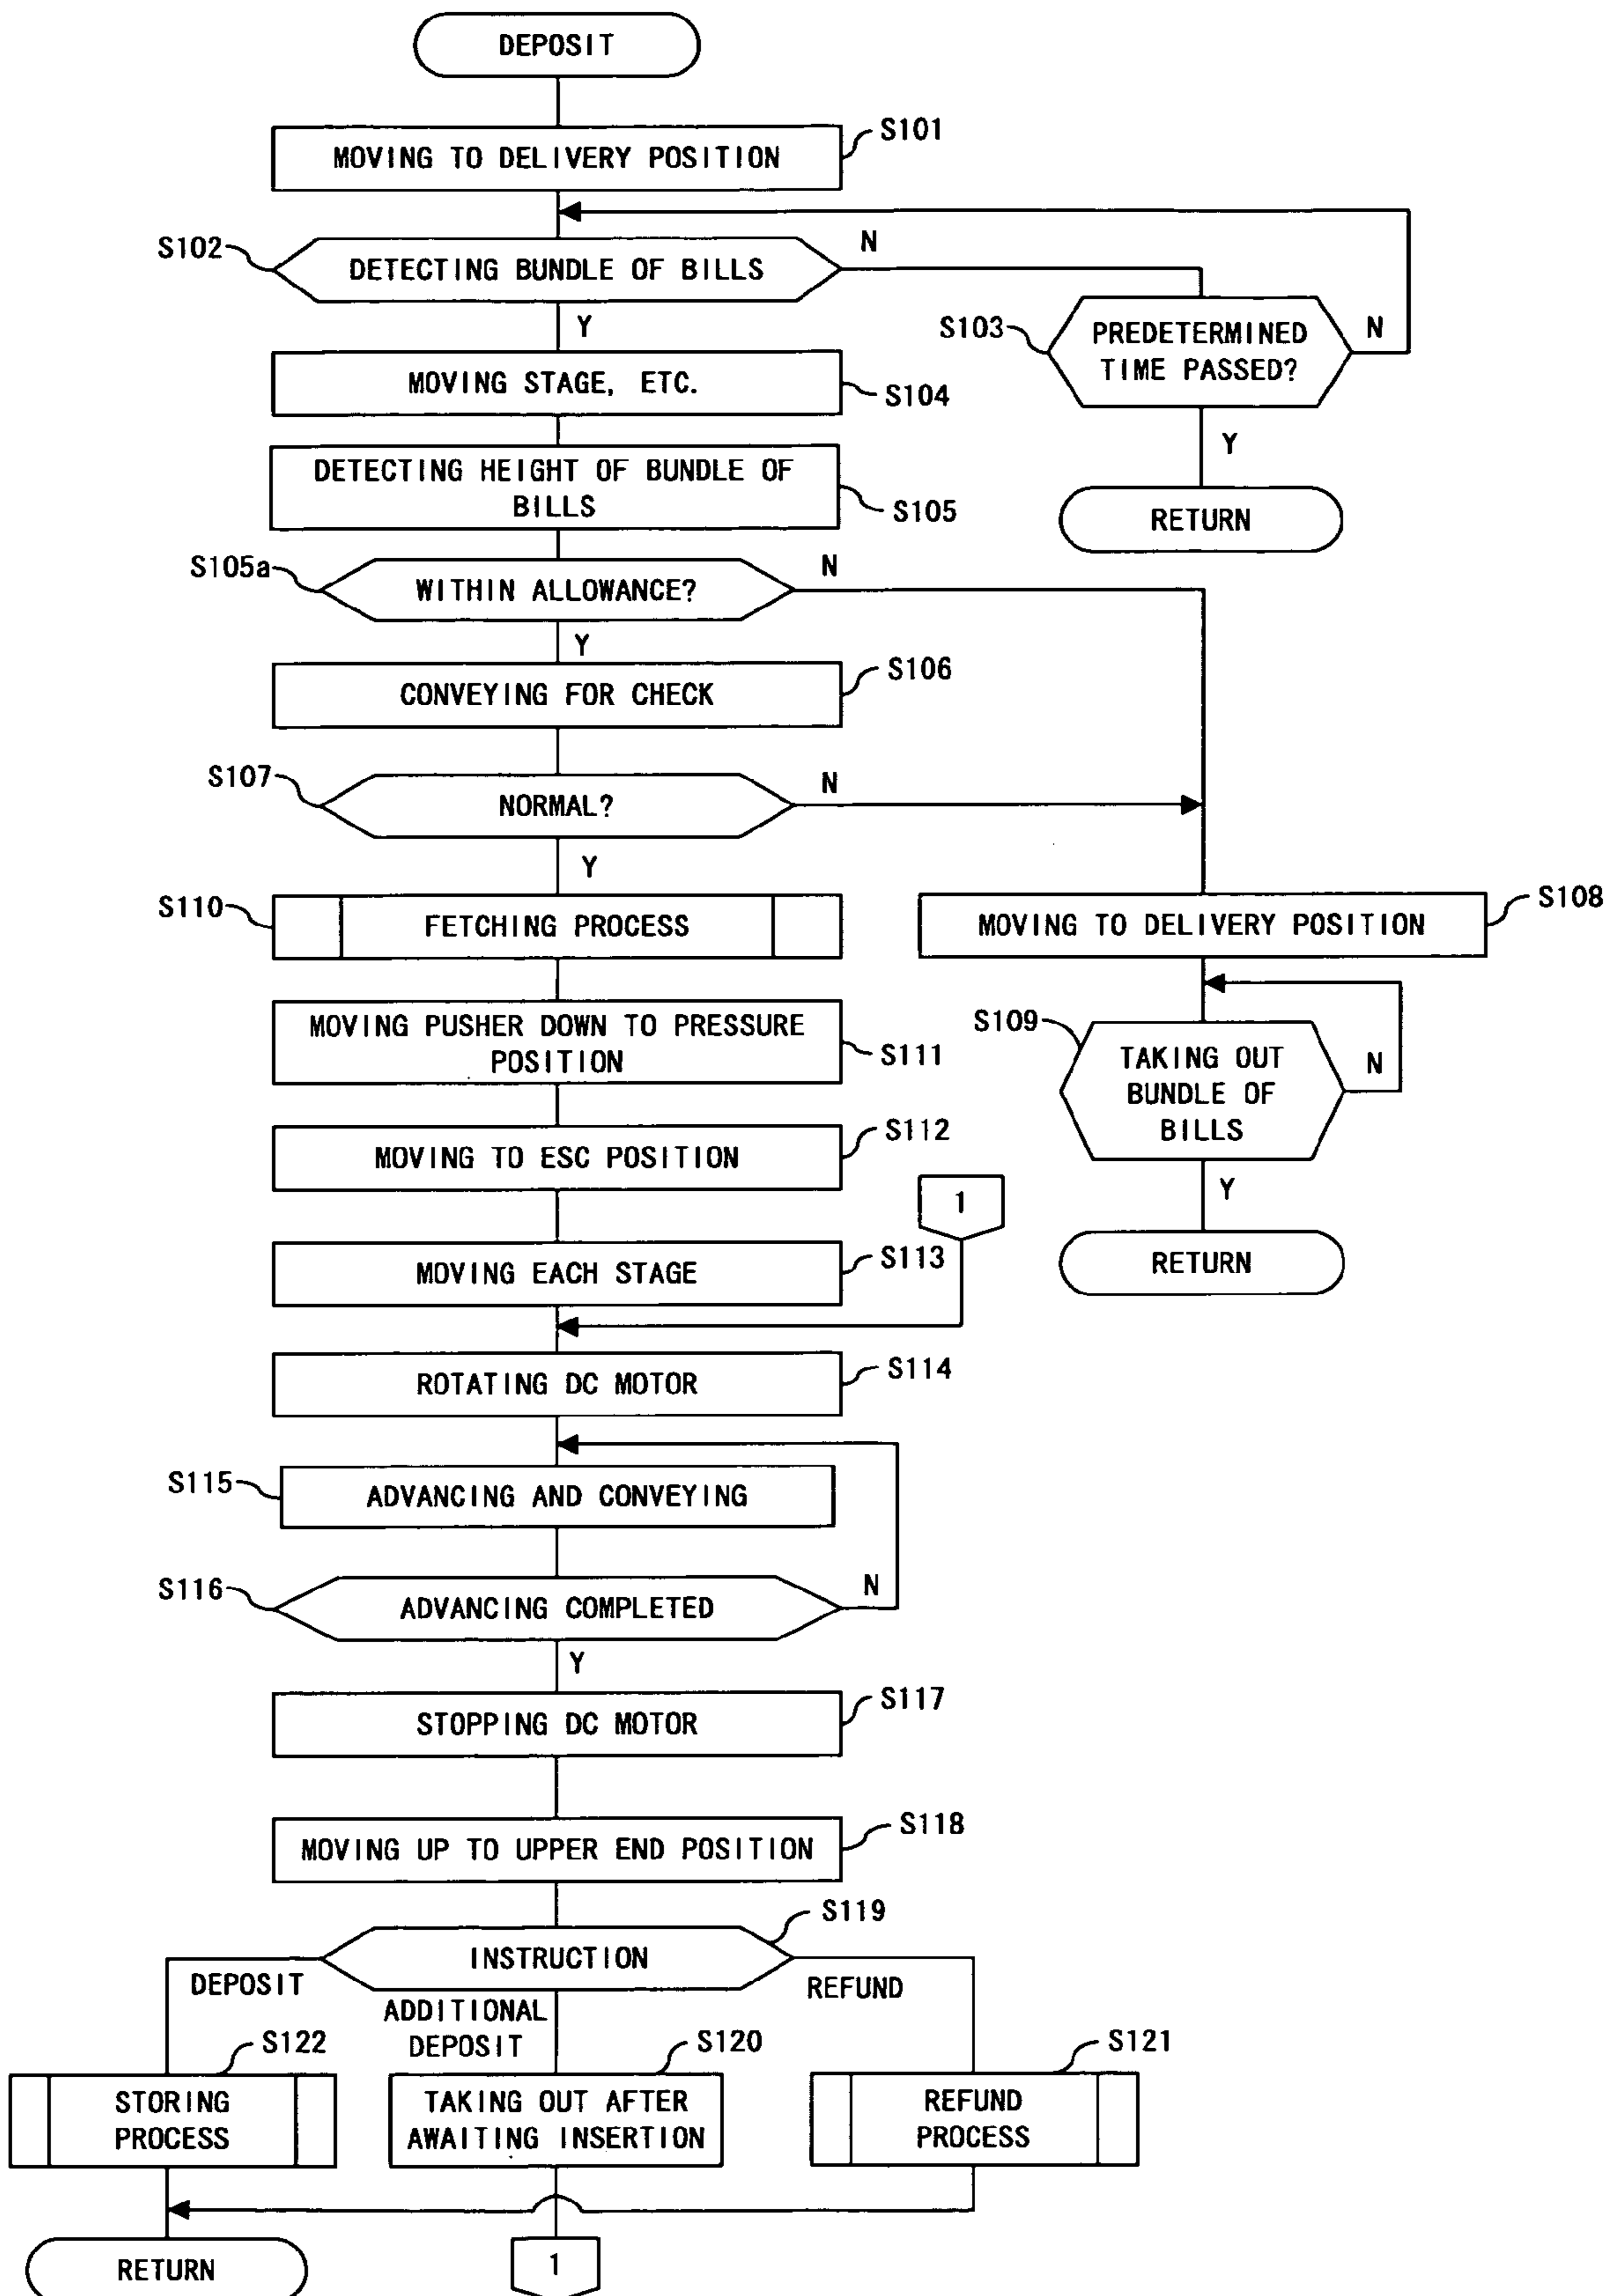 DEPOSIT
S101
MOVING TO DELIVERY POSITION
S102
DETECTING BUNDLE OF BILLS
N
Y
S103
PREDETERMINED
TIME PASSED?
N
Y
RETURN
MOVING STAGE, ETC.
S104
DETECTING HEIGHT OF BUNDLE OF
BILLS
S105
S105a
WITHIN ALLOWANCE?
N
Y
CONVEYING FOR CHECK
S106
S107
NORMAL?
N
Y
S108
MOVING TO DELIVERY POSITION
S109
TAKING OUT
BUNDLE OF
BILLS
N
Y
RETURN
S110
FETCHING PROCESS
MOVING PUSHER DOWN TO PRESSURE
POSITION
S111
MOVING TO ESC POSITION
S112
MOVING EACH STAGE
S113
1
ROTATING DC MOTOR
S114
S115
ADVANCING AND CONVEYING
S116
ADVANCING COMPLETED
N
Y
STOPPING DC MOTOR
S117
MOVING UP TO UPPER END POSITION
S118
S119
INSTRUCTION
DEPOSIT
ADDITIONAL
DEPOSIT
REFUND
S122
STORING
PROCESS
S120
TAKING OUT AFTER
AWAITING INSERTION
S121
REFUND
PROCESS
RETURN
1